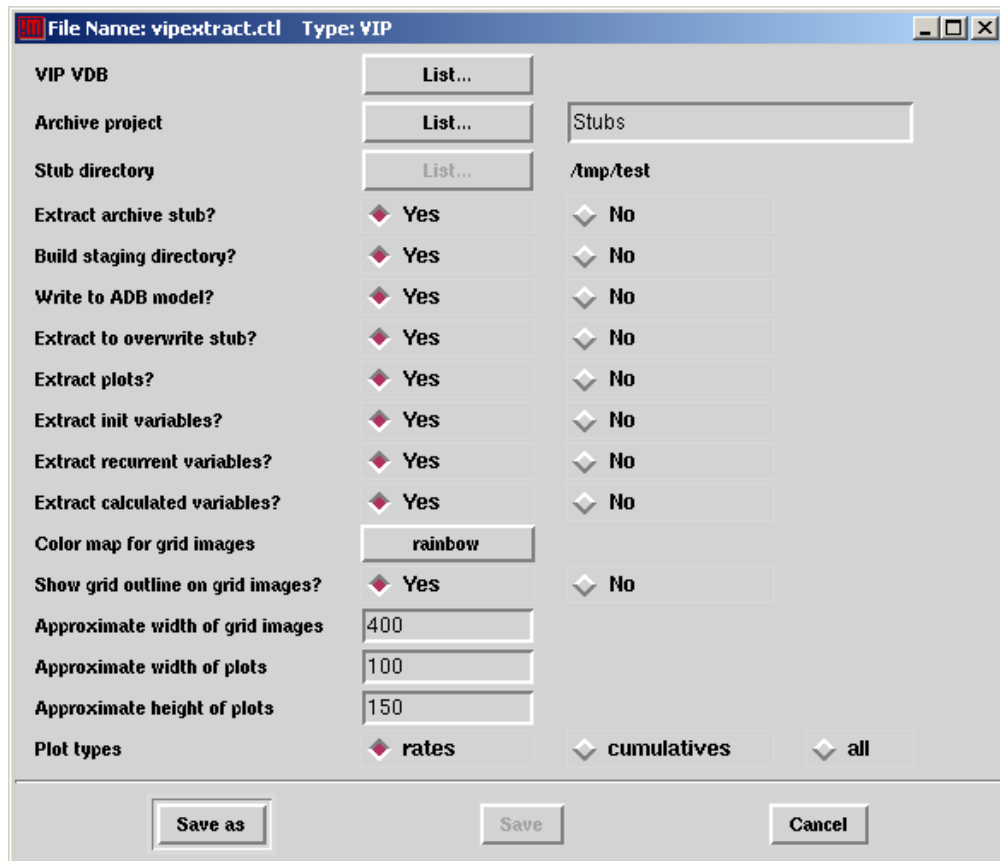 File Name: vipextract.ctl Type: VIP
VIP VDB List...
Archive project List... Stubs
Stub directory List... /tmp/test
Extract archive stub? Yes No
Build staging directory? Yes No
Write to ADB model? Yes No
Extract to overwrite stub? Yes No
Extract plots? Yes No
Extract init variables? Yes No
Extract recurrent variables? Yes No
Extract calculated variables? Yes No
Color map for grid images rainbow
Show grid outline on grid images? Yes No
Approximate width of grid images 400
Approximate width of plots 100
Approximate height of plots 150
Plot types rates cumulatives all
Save as Save Cancel